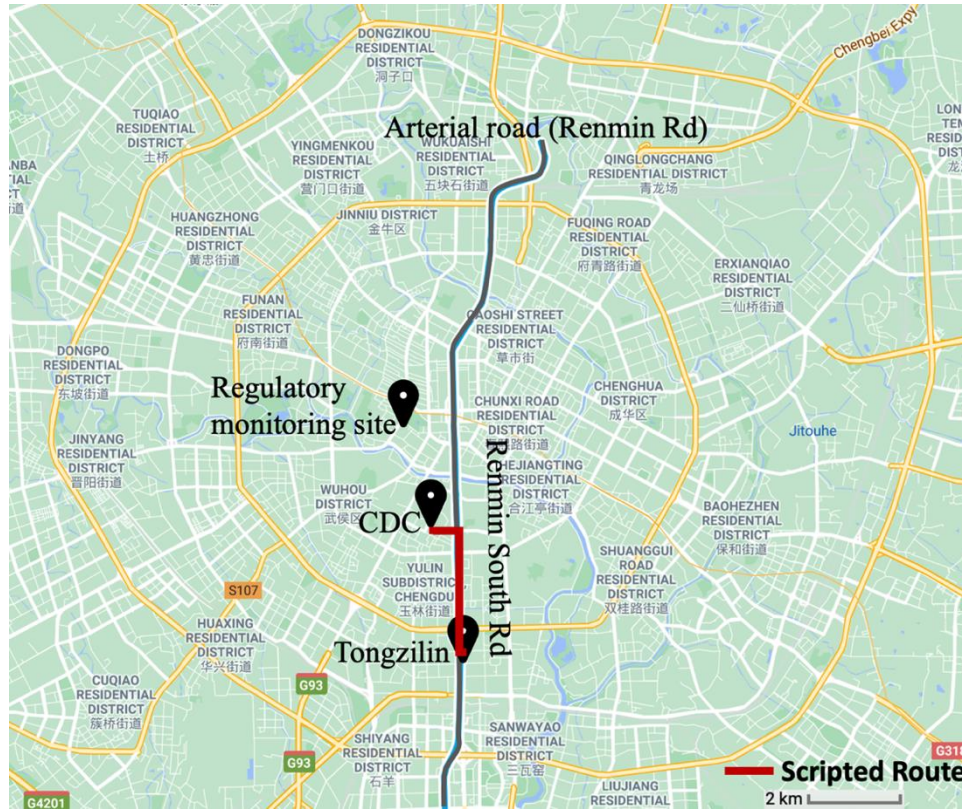 DONGZIKOU
RESIDENTIAL
DISTRICT
洞子口
Chengbei Expy
TUQIAO
RESIDENTIAL
DISTRICT
土桥
Arterial road (Renmin Rd)
YINGMENKOU
RESIDENTIAL
DISTRICT
营门口街道
WUKUAISHI
RESIDENTIAL
DISTRICT
五块石街道
QINGLONGCHANG
RESIDENTIAL DISTRICT
青龙场
HUANGZHONG
RESIDENTIAL
DISTRICT
黄忠街道
JINNIU DISTRICT
金牛区
FUQING ROAD
RESIDENTIAL
DISTRICT
府青路街道
ERXIANQIAO
RESIDENTIAL
DISTRICT
二仙桥街道
FUNAN
RESIDENTIAL
DISTRICT
府南街道
CAOSHI STREET
RESIDENTIAL
DISTRICT
草市街
DONGPO
RESIDENTIAL
DISTRICT
东坡街道
Regulatory
monitoring site
CHENGHUA
DISTRICT
成华区
CHUNXI ROAD
RESIDENTIAL
DISTRICT
Jitouhe
JINYANG
RESIDENTIAL
DISTRICT
晋阳街道
Renmin South Rd
HEJIANGTING
RESIDENTIAL
DISTRICT
合江亭街道
WUHOU
DISTRICT
武侯区
CDC
BAOHEZHEN
RESIDENTIAL
DISTRICT
保和街道
SHUANGGUI
ROAD
RESIDENTIAL
DISTRICT
双桂路街道
YULIN
SUBDISTRICT,
CHENGDU
玉林街道
S107
HUAXING
RESIDENTIAL
DISTRICT
华兴街道
Tongzilin
G93
CUQIAO
RESIDENTIAL
DISTRICT
簇桥街道
SHIYANG
RESIDENTIAL
DISTRICT
石羊
SANWAYAO
RESIDENTIAL
DISTRICT
三瓦窑
G93
G318
Scripted Route
2 km
LIUJIANG
RESIDENTIAL
G4201